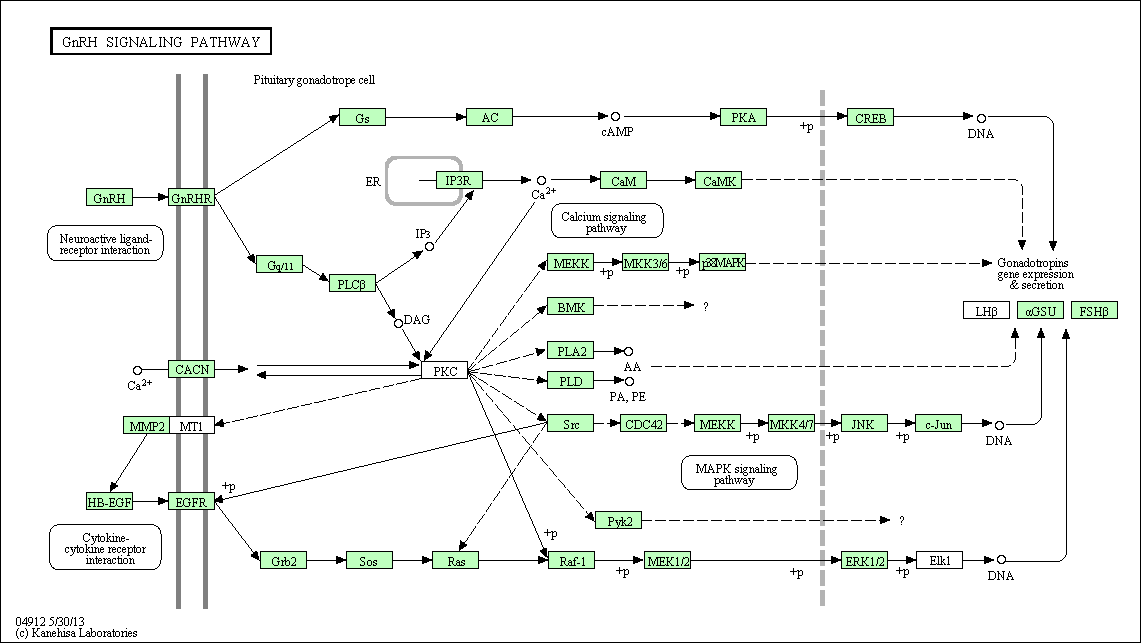 GnRH SIGNALING PATHWAY
Pituitary gonadotrope cell
Gs
AC
cAMP
PKA
+p
CREB
DNA
ER
IP3R
Ca2+
CaM
CaMK
GnRH
GnRHR
Neuroactive ligand-
receptor interaction
Calcium signaling
pathway
IP3
Gq/11
PLCβ
DAG
MEKK
+p
MKK3/6
+p
p38MAPK
Gonadotropins
gene expression
& secretion
BMK
?
LHβ
αGSU
FSHβ
Ca2+
CACN
PKC
PLA2
AA
PLD
PA, PE
MMP2
MT1
Src
CDC42
MEKK
+p
MKK4/7
+p
JNK
+p
c-Jun
DNA
MAPK signaling
pathway
HB-EGF
+p
EGFR
Pyk2
?
Cytokine-
cytokine receptor
interaction
Grb2
Sos
Ras
+p
Raf-1
+p
MEK1/2
+p
ERK1/2
+p
Elk1
DNA
04912 5/30/13
(c) Kanehisa Laboratories